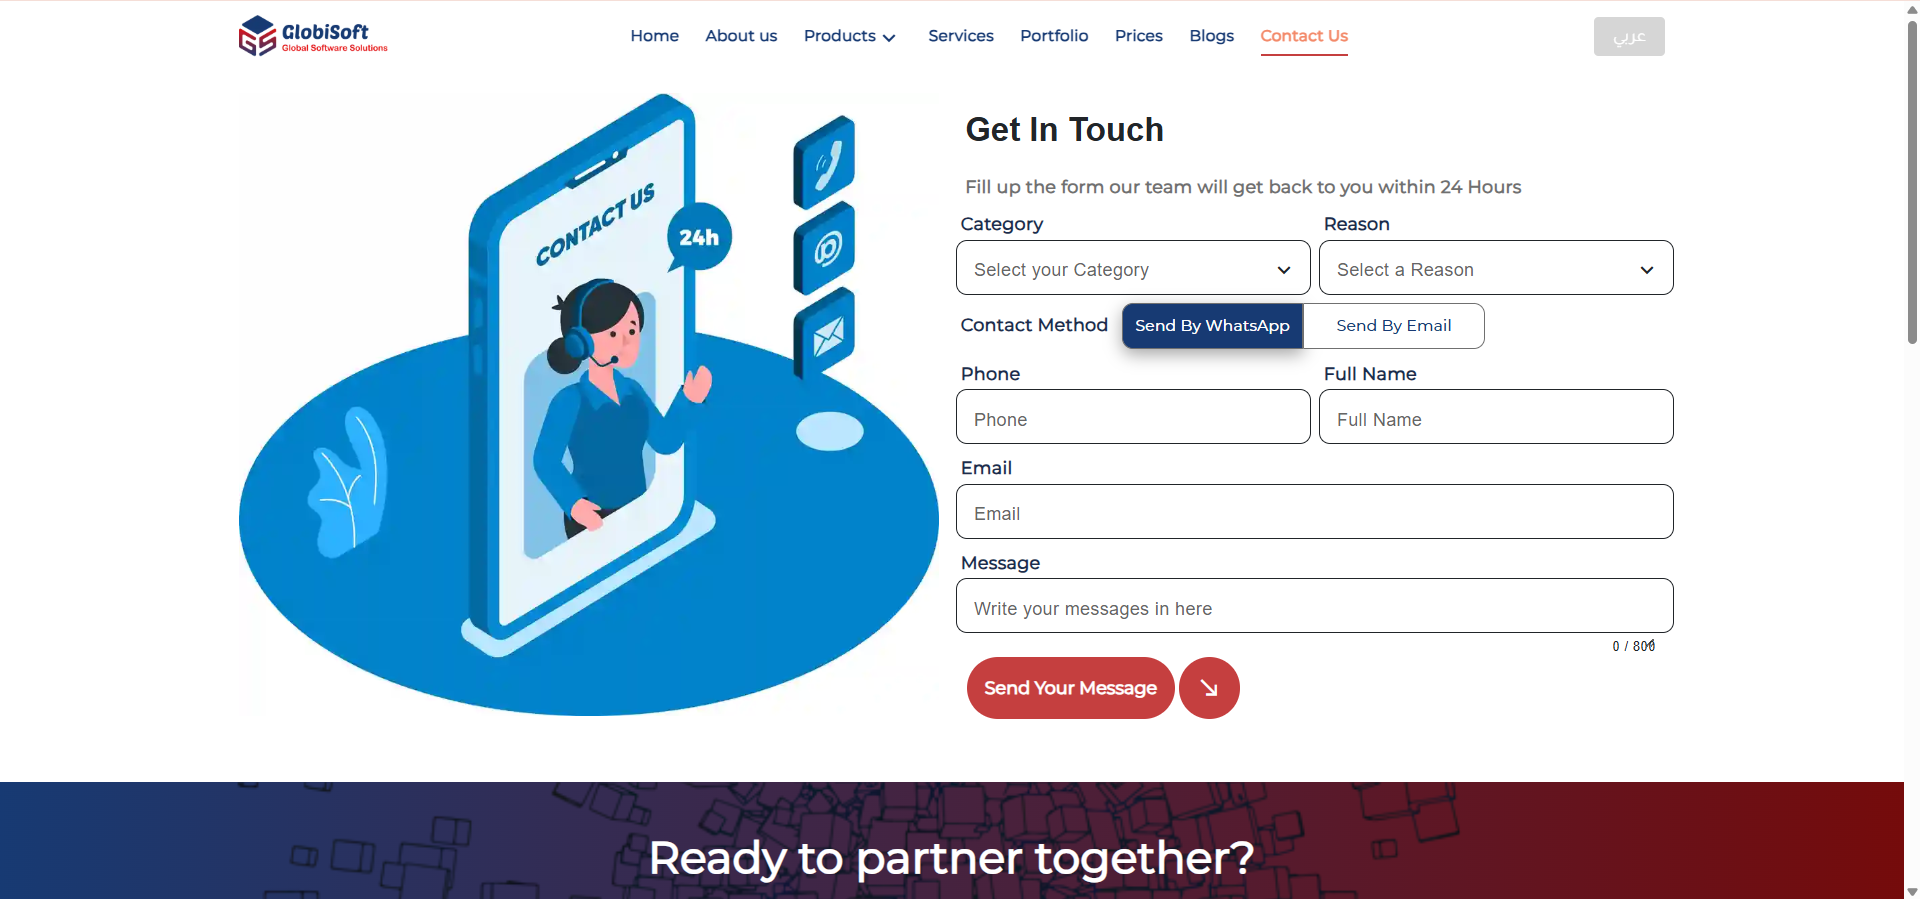 GlobiSoft
Global Software Solutions
Home
About us
Products
Services
Portfolio
Prices
Blogs
Contact Us
عربي
CONTACT US
24h
Get In Touch
Fill up the form our team will get back to you within 24 Hours
Category
Reason
Select your Category
Select a Reason
Contact Method
Send By WhatsApp
Send By Email
Phone
Full Name
Phone
Full Name
Email
Email
Message
Write your messages in here
0 / 800
Send Your Message
Ready to partner together?